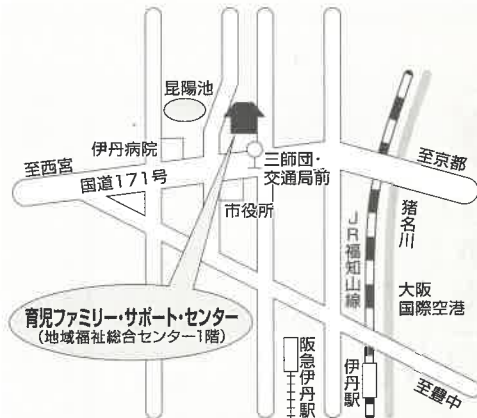 昆陽池
伊丹病院
至西宮
国道171号
三師団・
交通局前
市役所
至京都
猪名川
JR福知山線
大阪
国際空港
育児ファミリー・サポート・センター
(地域福祉総合センター1階)
阪急伊丹駅
伊丹駅
至豊中